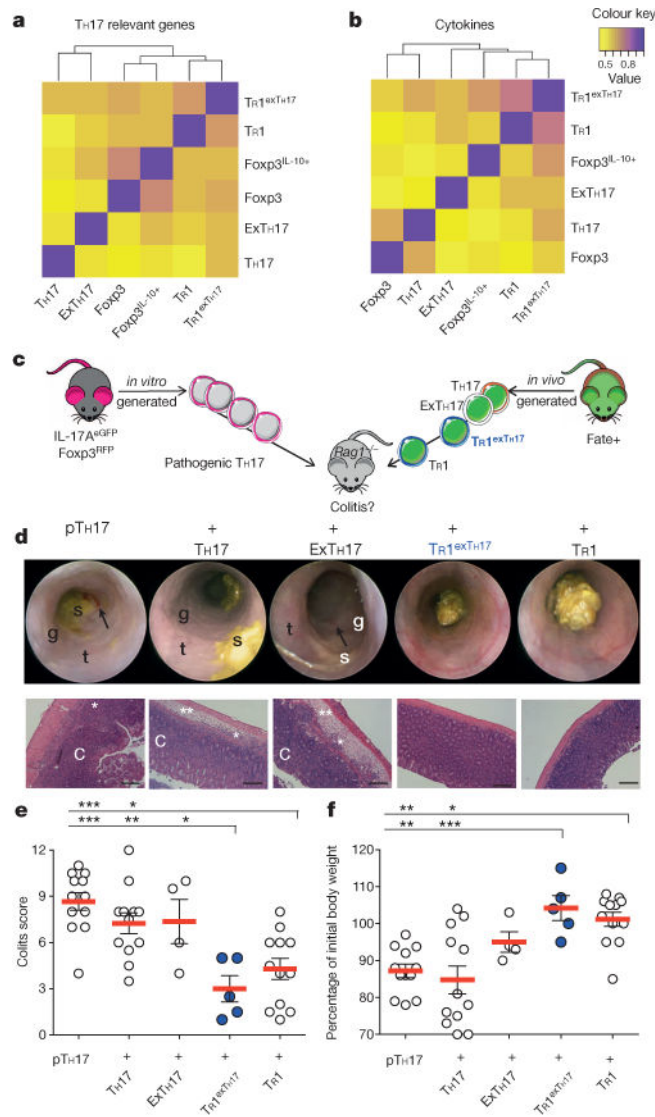 a
TH17 relevant genes
TR1exTH17
TR1
Foxp3IL-10+
Foxp3
ExTH17
TH17
TH17
ExTH17
Foxp3
Foxp3IL-10+
TR1
TR1exTH17
b
Cytokines
Colour key
0.5 0.8
Value
TR1exTH17
TR1
Foxp3IL-10+
ExTH17
TH17
Foxp3
Foxp3
TH17
ExTH17
Foxp3IL-10+
TR1
TR1exTH17
c
in vitro
generated
IL-17AeGFP
Foxp3RFP
Pathogenic TH17
Rag1−/−
Colitis?
TH17
ExTH17
TR1exTH17
TR1
in vivo
generated
Fate+
d
pTH17 + + + +
TH17 ExTH17 TR1exTH17 TR1
s g t
g s t
t g s
* C
** * C
** * C
e
*** *
*** ** *
Colits score
12
9
6
3
0
pTH17 + + + +
TH17 ExTH17 TR1exTH17 TR1
f
** *
** ***
Percentage of initial body weight
120
110
100
90
80
70
pTH17 + + + +
TH17 ExTH17 TR1exTH17 TR1